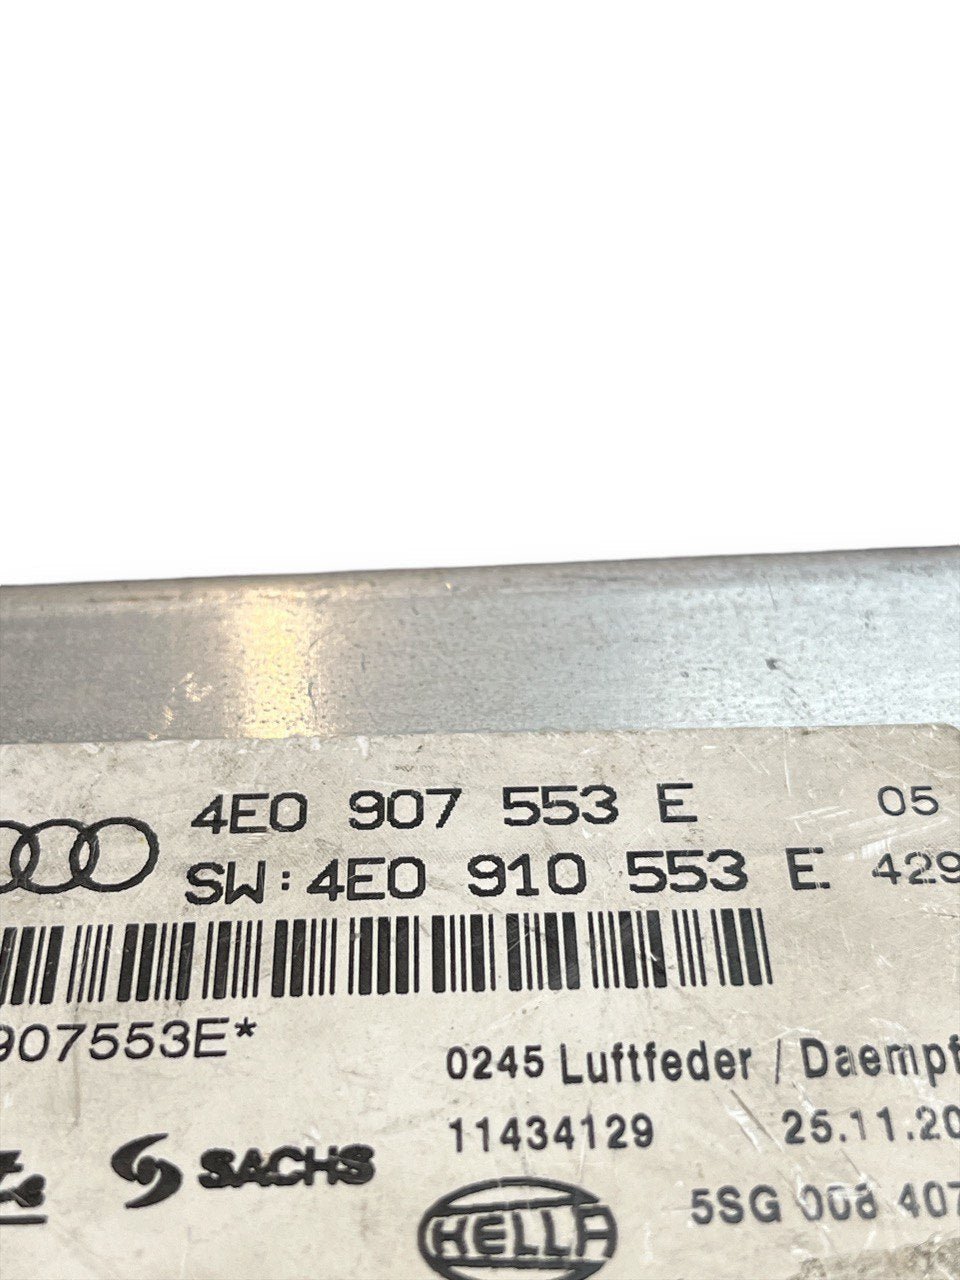 4E0 907 553 E 05
SW: 4E0 910 553 E 429
907553E*
0245 Luftfeder / Daempf
11434129 25.11.20
SACHS
5SG 008 407
HELLA